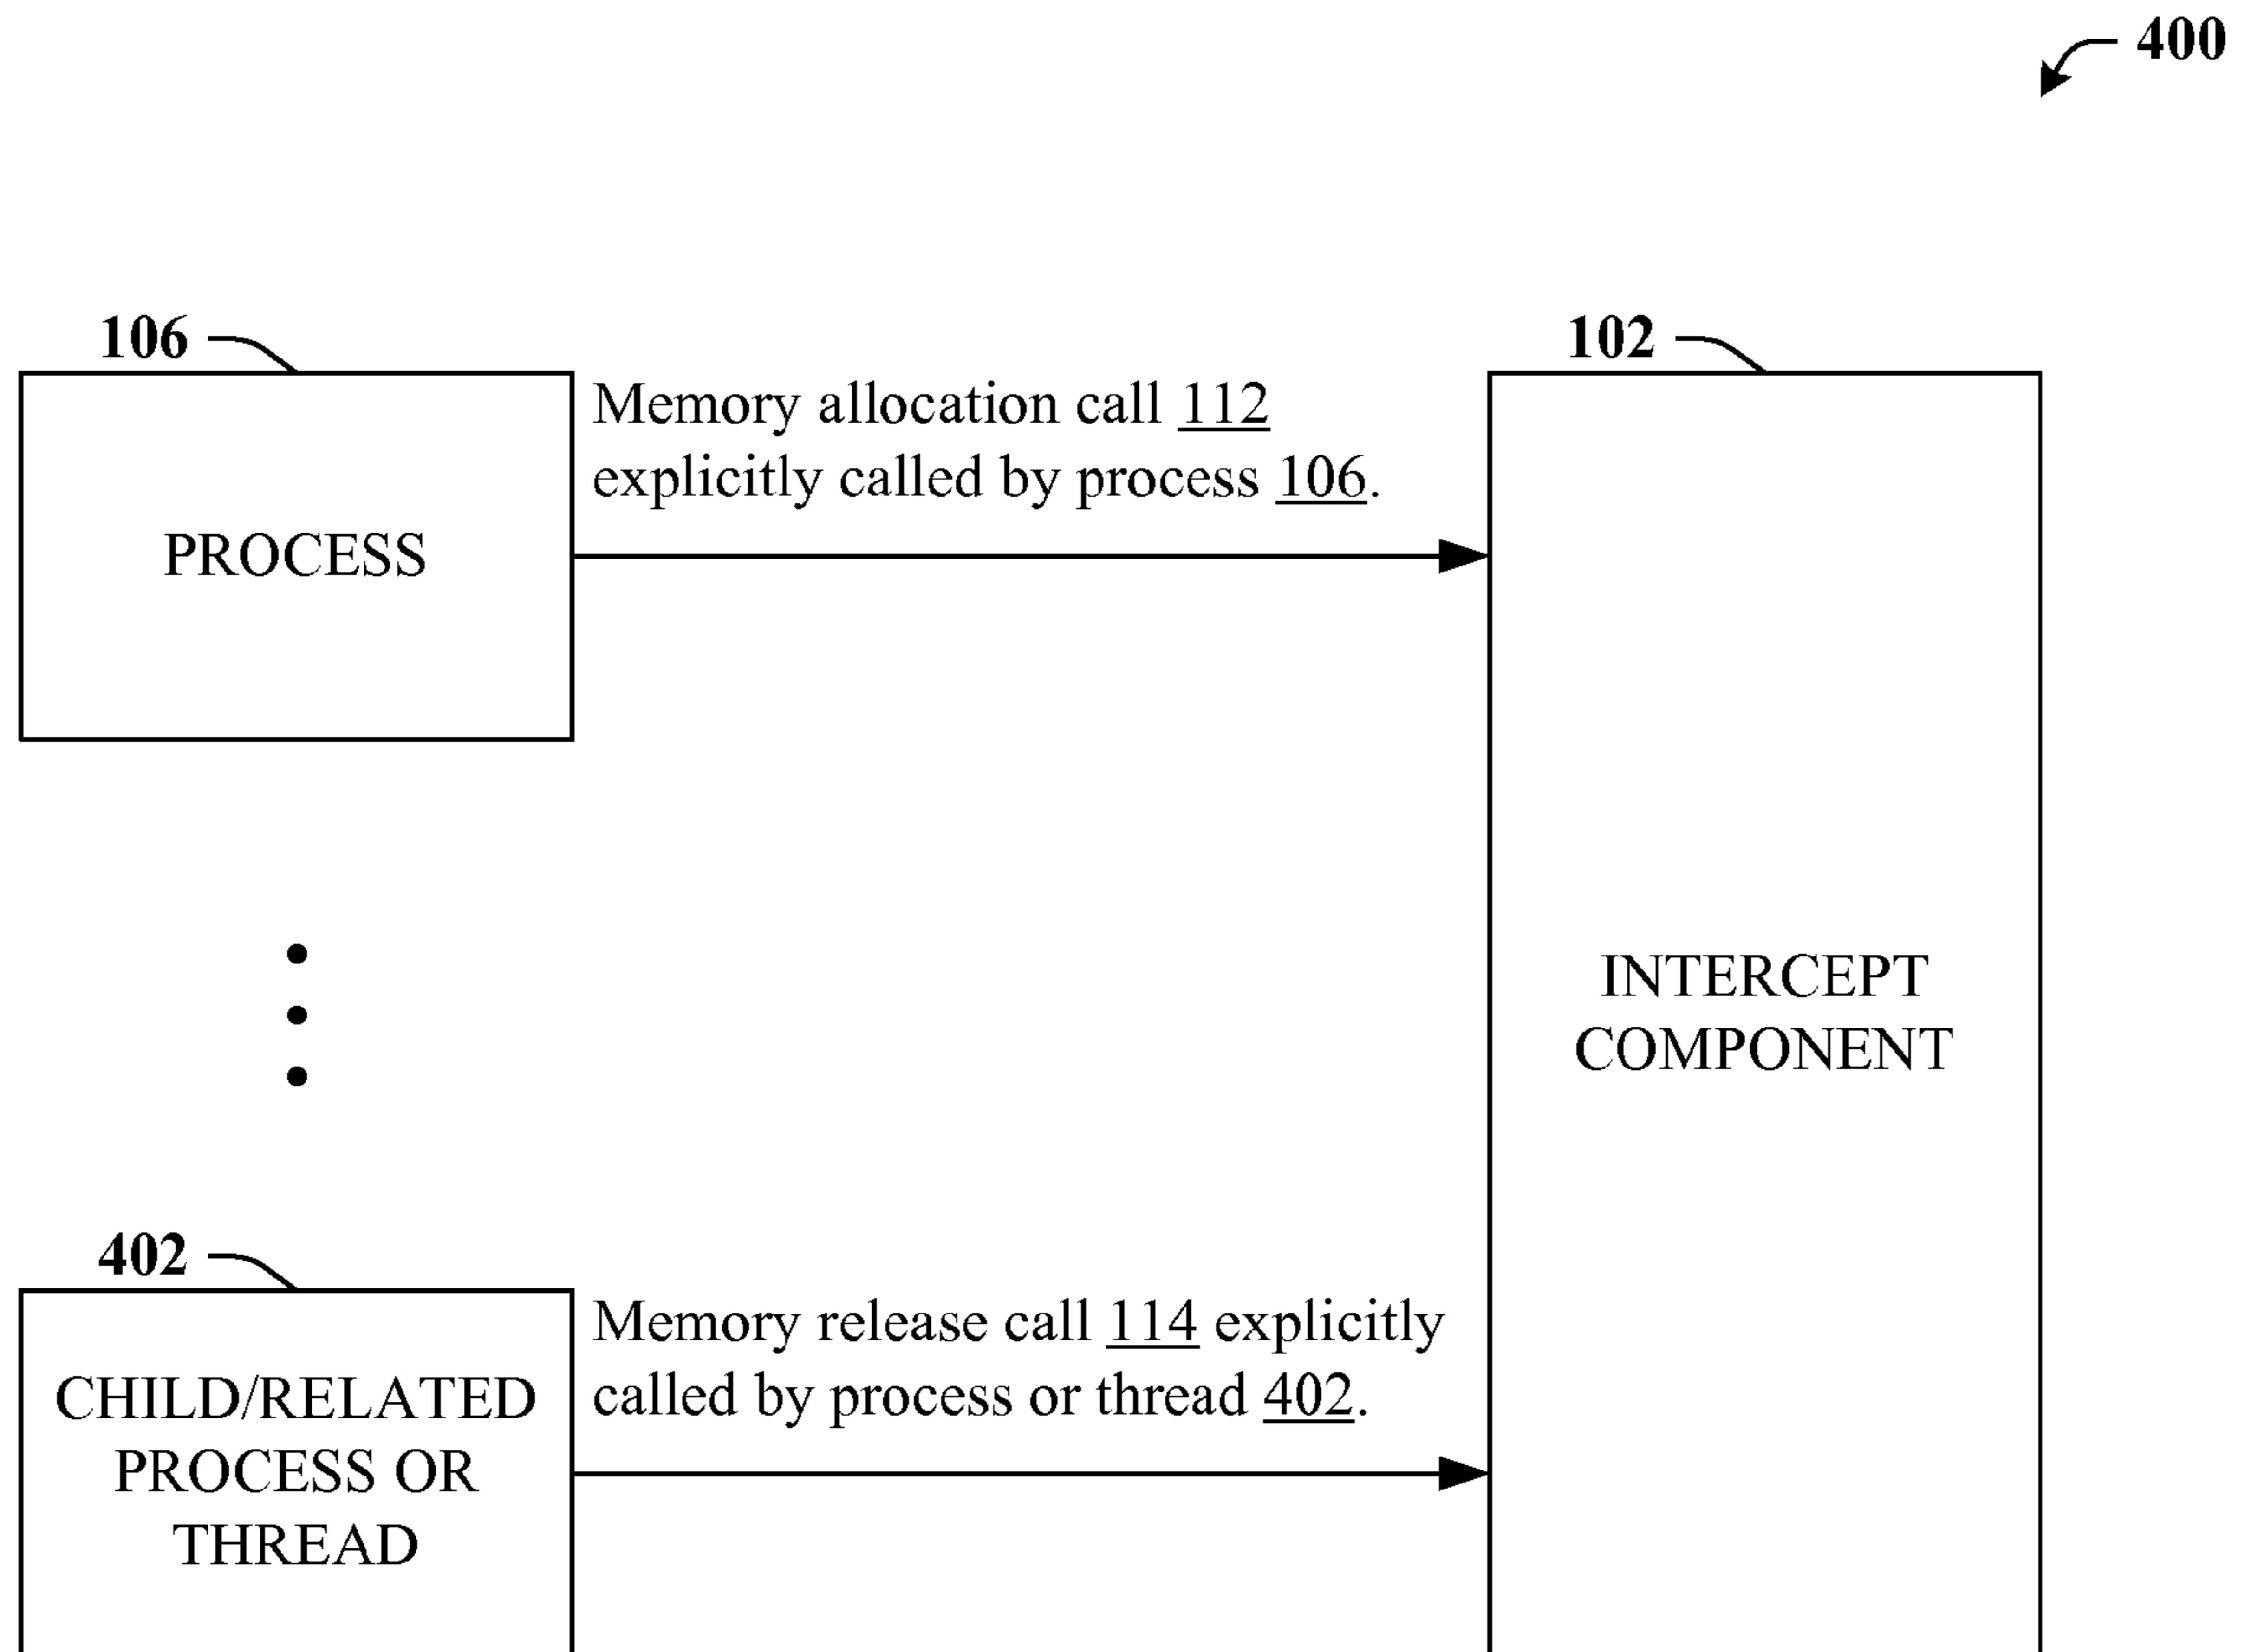 400
106
102
Memory allocation call 112
explicitly called by process 106.
PROCESS
INTERCEPT
COMPONENT
402
Memory release call 114 explicitly
called by process or thread 402.
CHILD/RELATED
PROCESS OR
THREAD